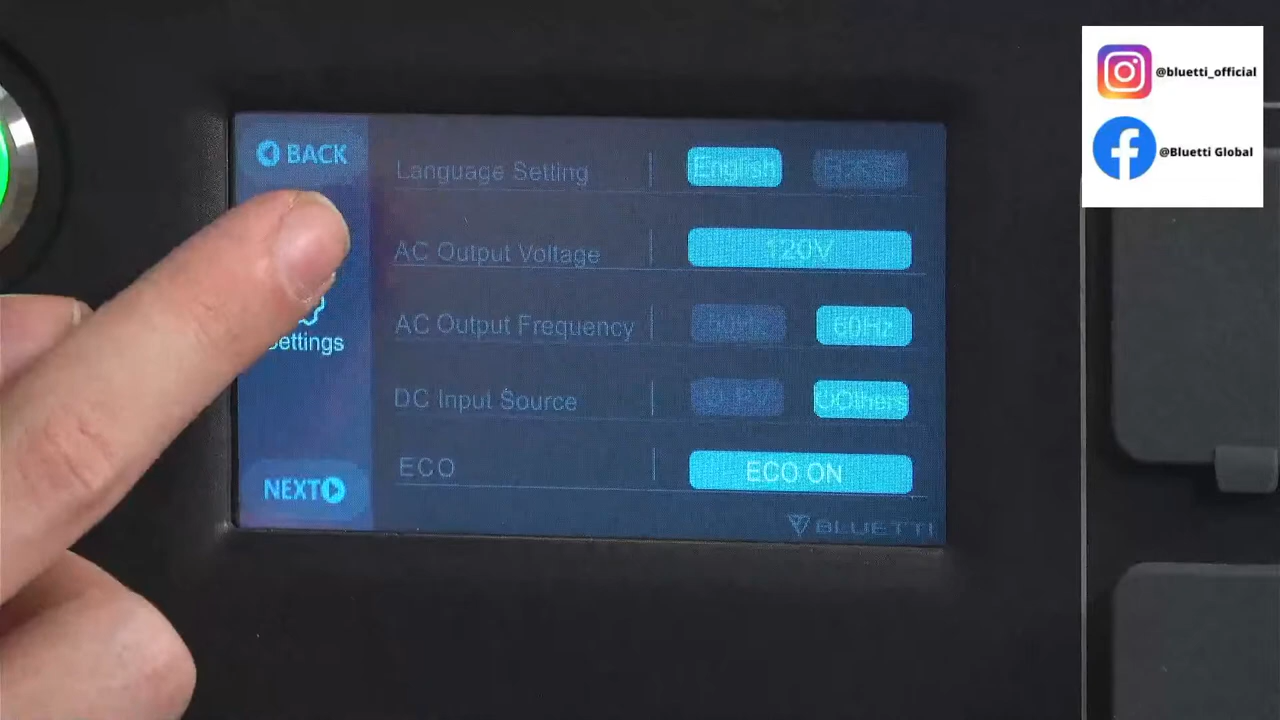 @bluetti_official
@Bluetti Global
BACK
Language Setting
English
AC Output Voltage
120V
AC Output Frequency
60Hz
Settings
DC Input Source
Others
ECO
ECO ON
NEXT
BLUETTI